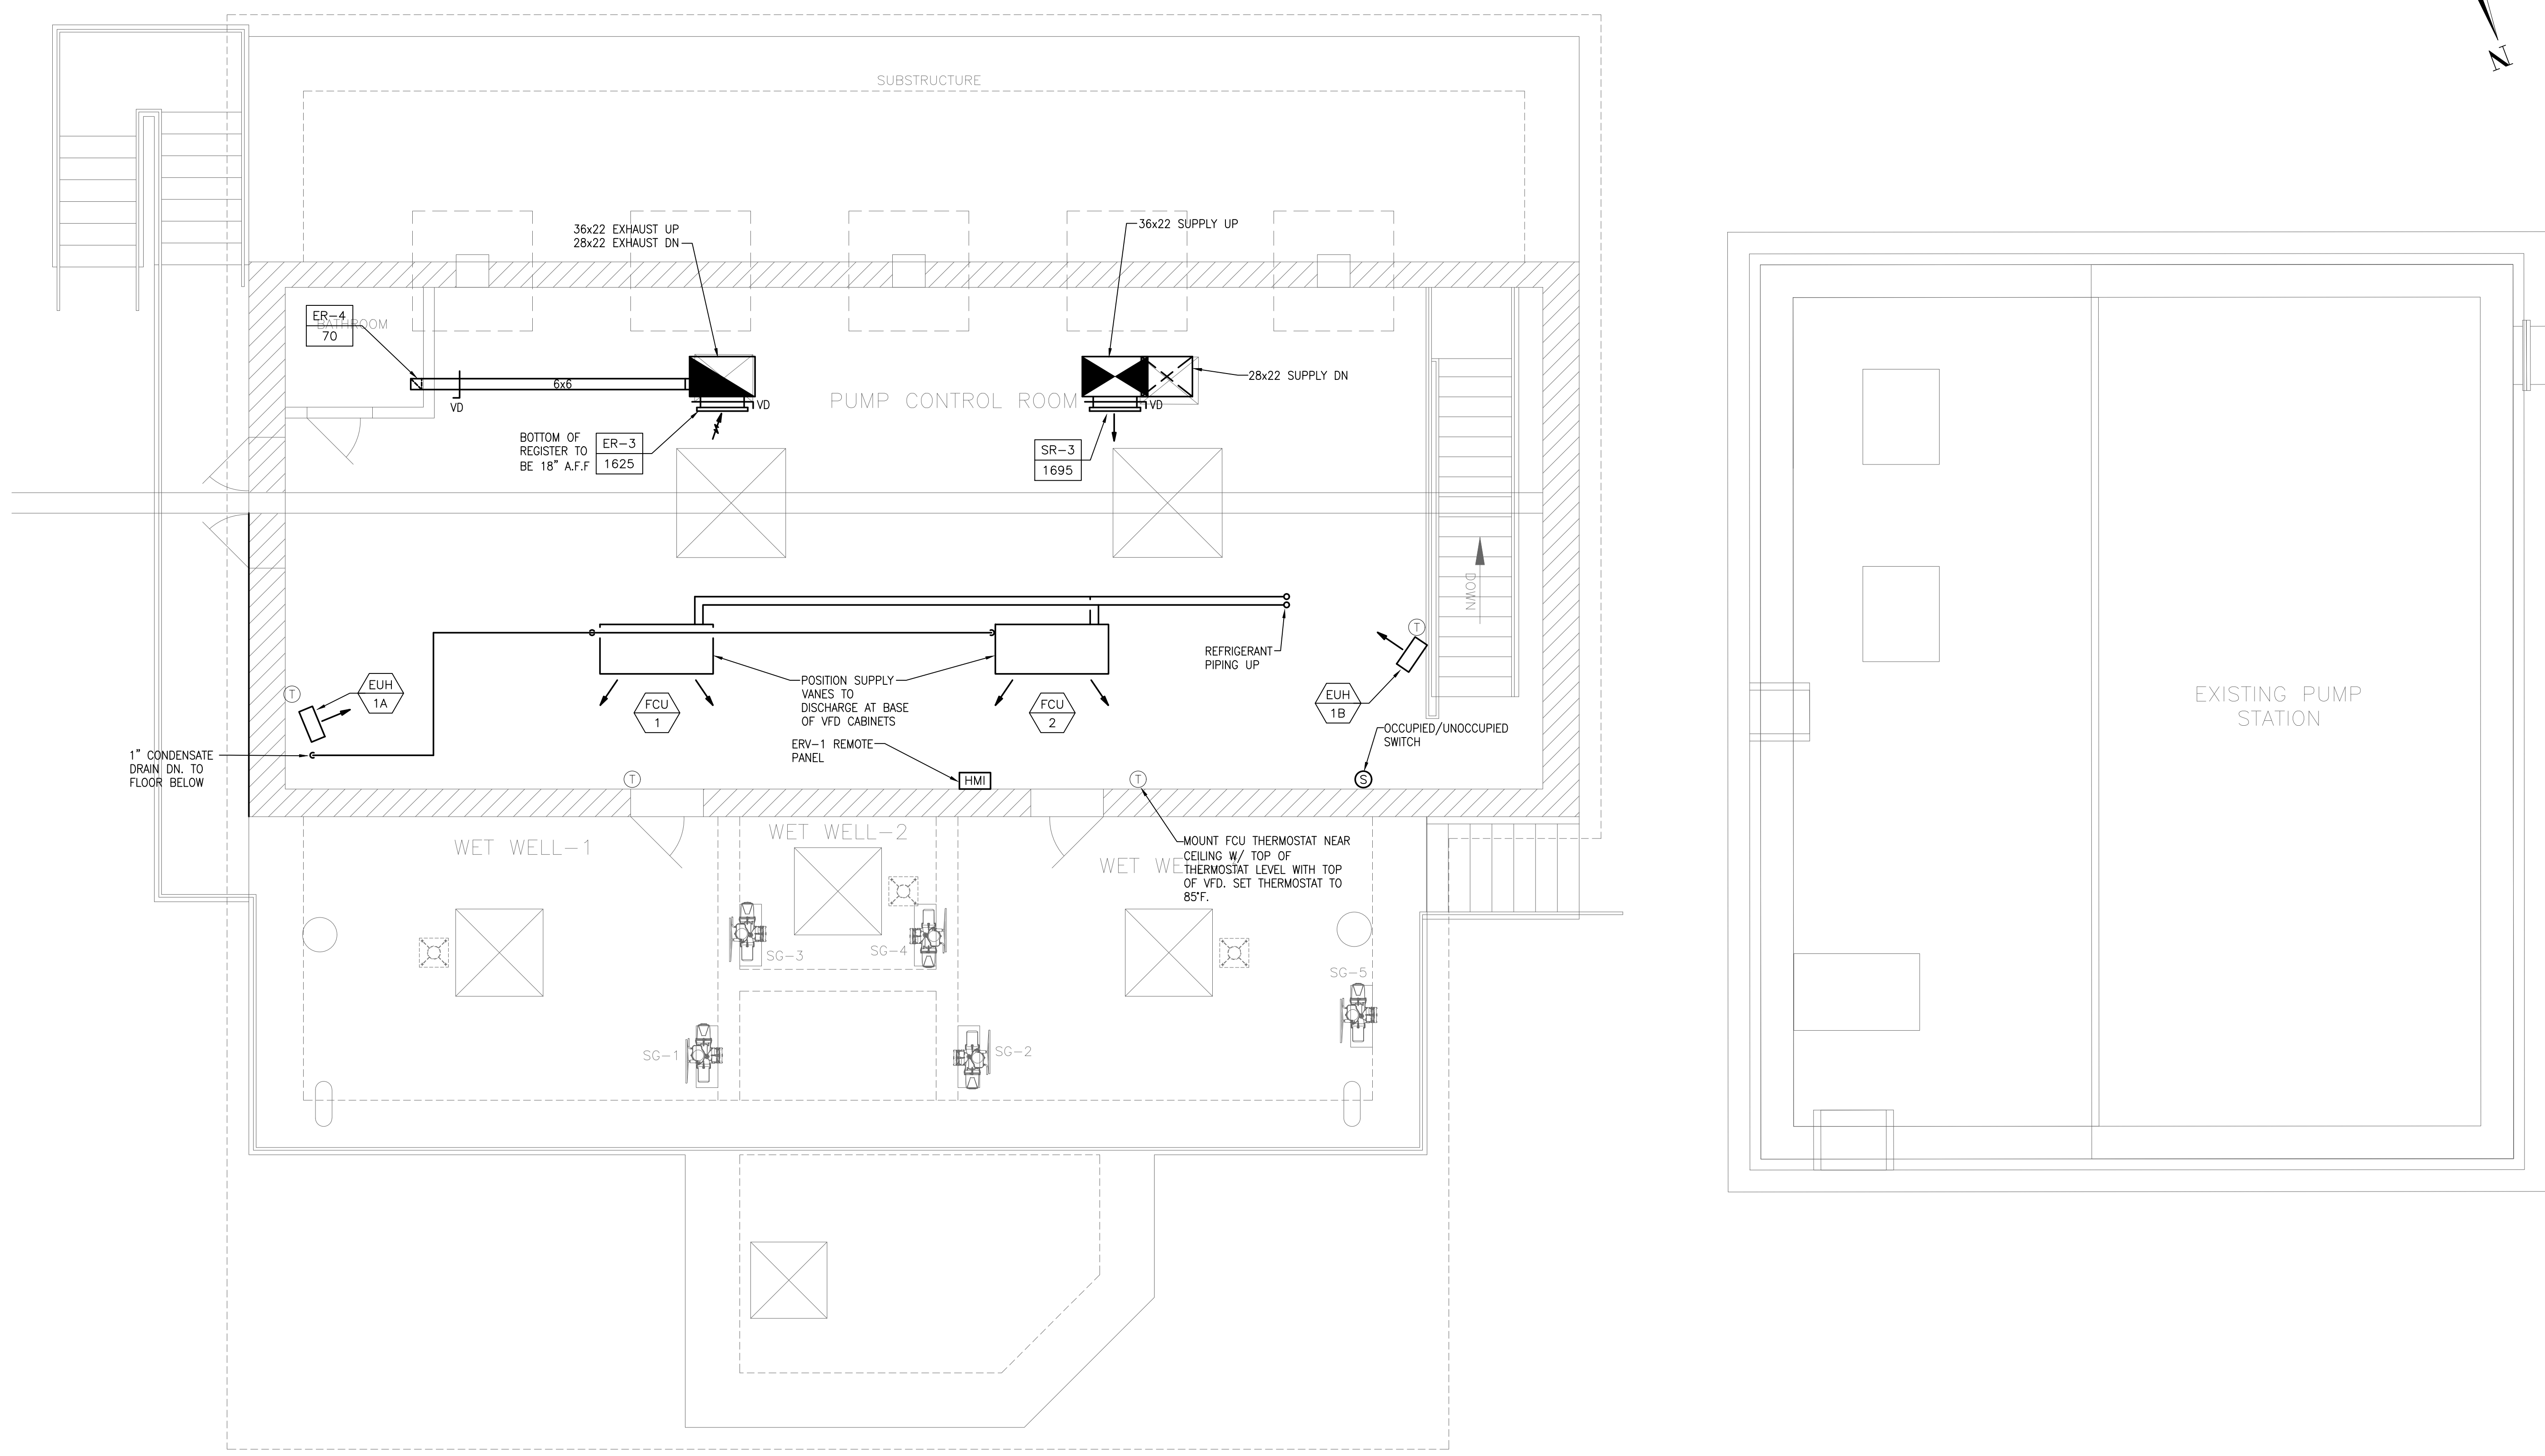 N
SUBSTRUCTURE
36x22 EXHAUST UP
28x22 EXHAUST DN
36x22 SUPPLY UP
ER-4
70
BATHROOM
6x6
VD
VD
VD
28x22 SUPPLY DN
PUMP CONTROL ROOM
BOTTOM OF
REGISTER TO
BE 18" A.F.F
ER-3
1625
SR-3
1695
DOWN
T
REFRIGERANT
PIPING UP
POSITION SUPPLY
VANES TO
DISCHARGE AT BASE
OF VFD CABINETS
EUH
1A
T
FCU
1
FCU
2
EUH
1B
OCCUPIED/UNOCCUPIED
SWITCH
ERV-1 REMOTE
PANEL
1" CONDENSATE
DRAIN DN. TO
FLOOR BELOW
T
HMI
T
S
EXISTING PUMP
STATION
WET WELL-1
WET WELL-2
WET WE
MOUNT FCU THERMOSTAT NEAR
CEILING W/ TOP OF
THERMOSTAT LEVEL WITH TOP
OF VFD. SET THERMOSTAT TO
85°F.
SG-3
SG-4
SG-5
SG-1
SG-2